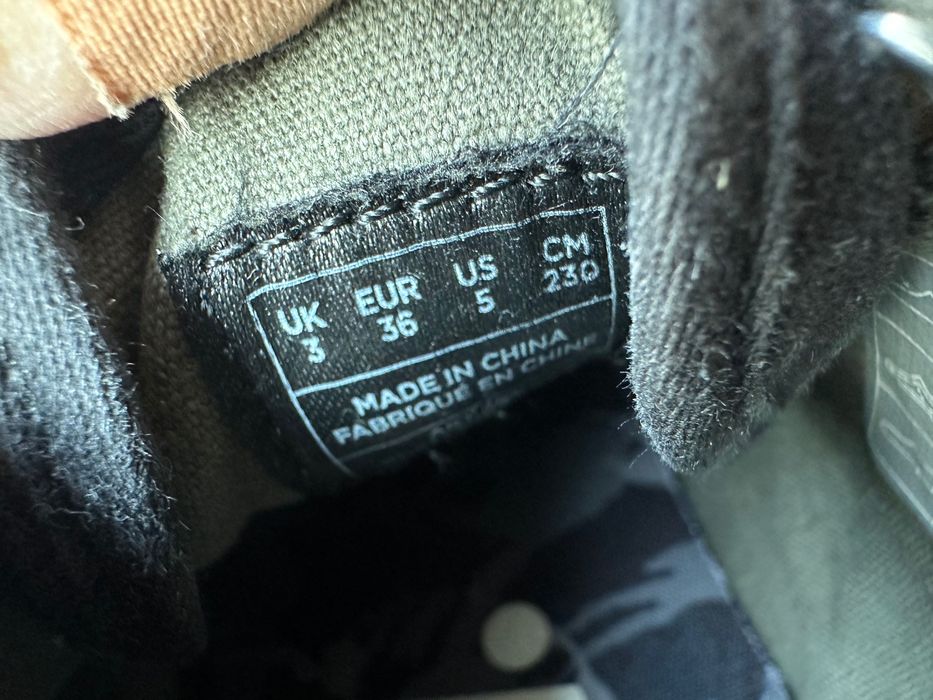 UK EUR US CM
3 36 5 230
MADE IN CHINA
FABRIQUÉ EN CHINE